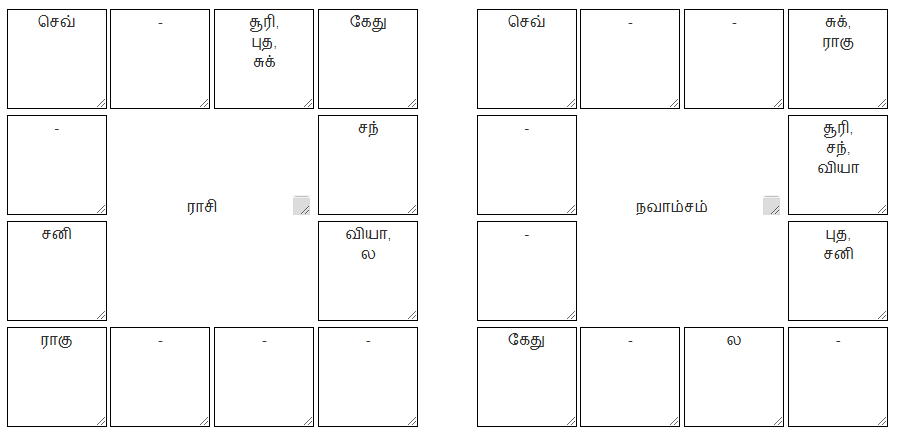 செவ்
-
சூரி,
புத,
சுக்
கேது
-
சந்
ராசி
சனி
வியா,
ல
ராகு
-
-
-
செவ்
-
-
சுக்,
ராகு
-
சூரி,
சந்,
வியா
நவாம்சம்
-
புத,
சனி
கேது
-
ல
-